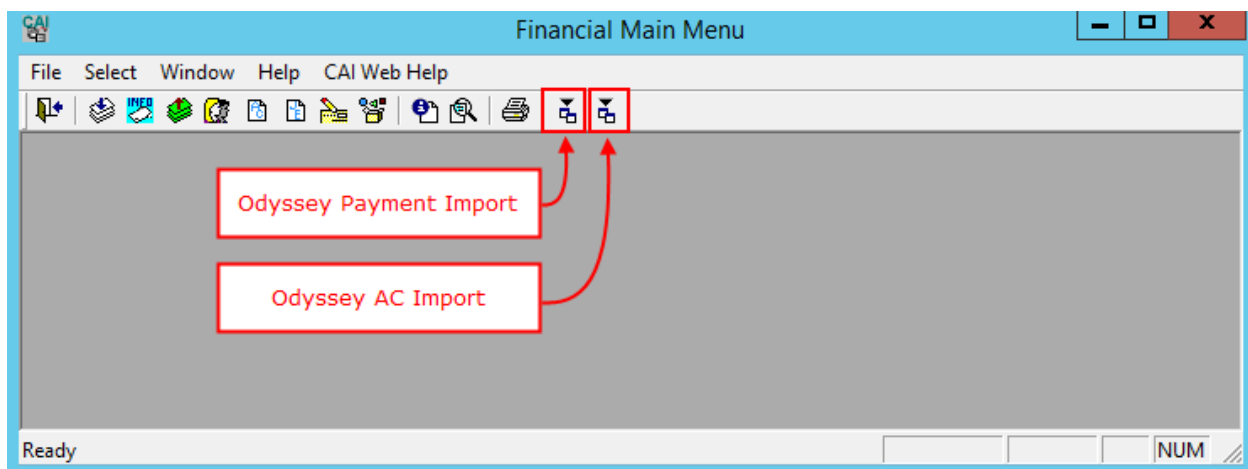 CAI
Financial Main Menu
File Select Window Help CAI Web Help
INFO
Odyssey Payment Import
Odyssey AC Import
Ready
NUM